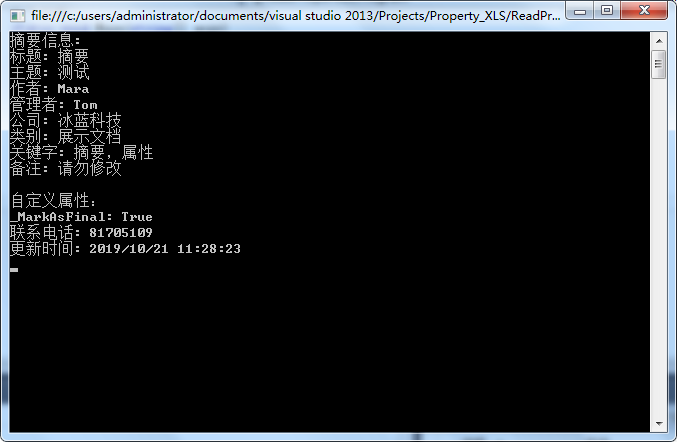 file:///c:/users/administrator/documents/visual studio 2013/Projects/Property_XLS/ReadPr...
摘要信息:
标题: 摘要
主题: 测试
作者: Mara
管理者: Tom
公司: 冰蓝科技
类别: 展示文档
关键字: 摘要，属性
备注: 请勿修改
自定义属性:
_MarkAsFinal: True
联系电话: 81705109
更新时间: 2019/10/21 11:28:23